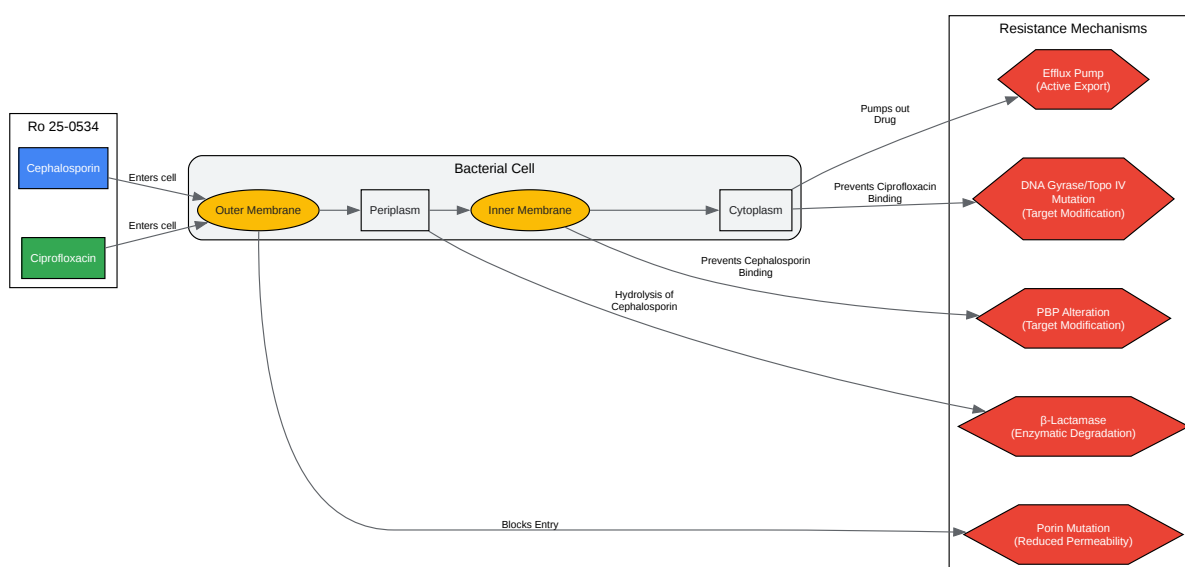 Ro 25-0534
Cephalosporin
Ciprofloxacin
Enters cell
Enters cell
Bacterial Cell
Outer Membrane
Periplasm
Inner Membrane
Cytoplasm
Pumps out
Drug
Prevents Ciprofloxacin
Binding
Prevents Cephalosporin
Binding
Hydrolysis of
Cephalosporin
Blocks Entry
Resistance Mechanisms
Efflux Pump
(Active Export)
DNA Gyrase/Topo IV
Mutation
(Target Modification)
PBP Alteration
(Target Modification)
β-Lactamase
(Enzymatic Degradation)
Porin Mutation
(Reduced Permeability)